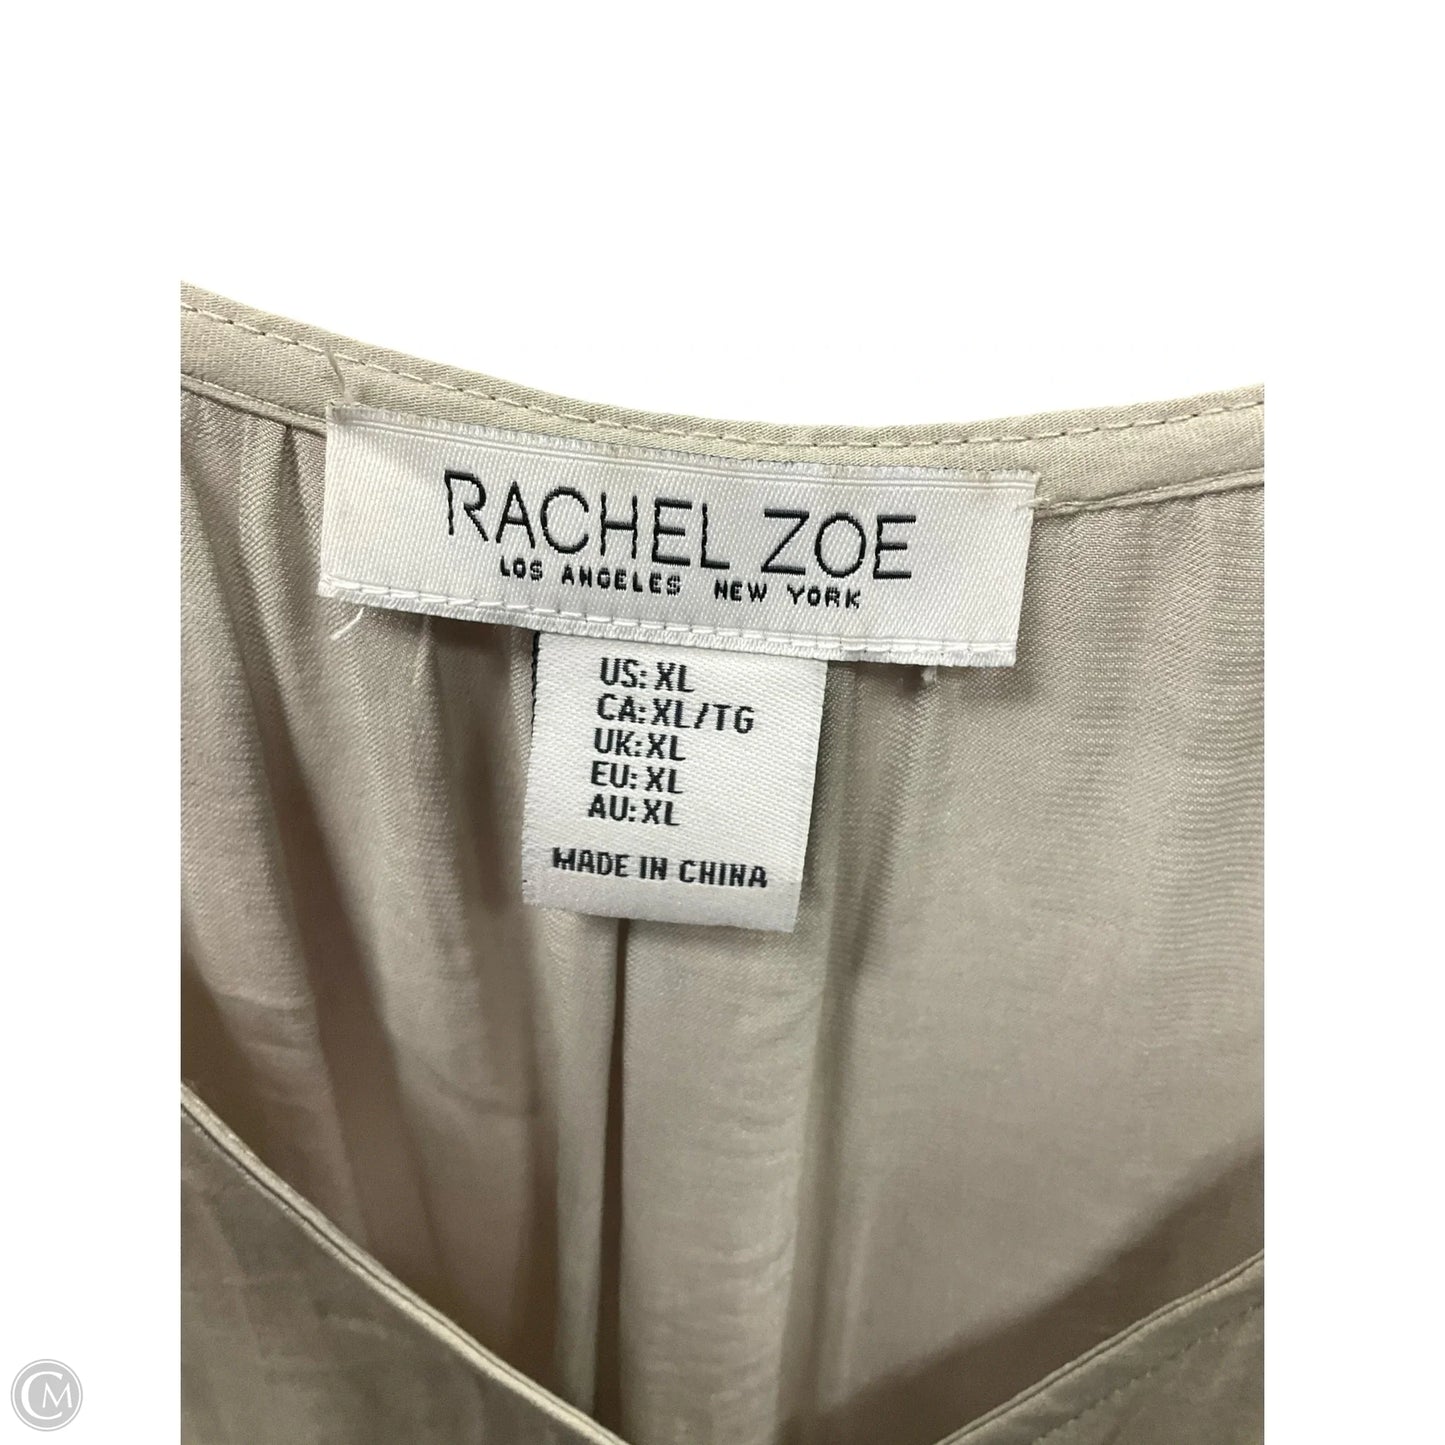 RACHEL ZOE
LOS ANGELES NEW YORK
US: XL
CA: XL/TG
UK: XL
EU: XL
AU: XL
MADE IN CHINA
CM